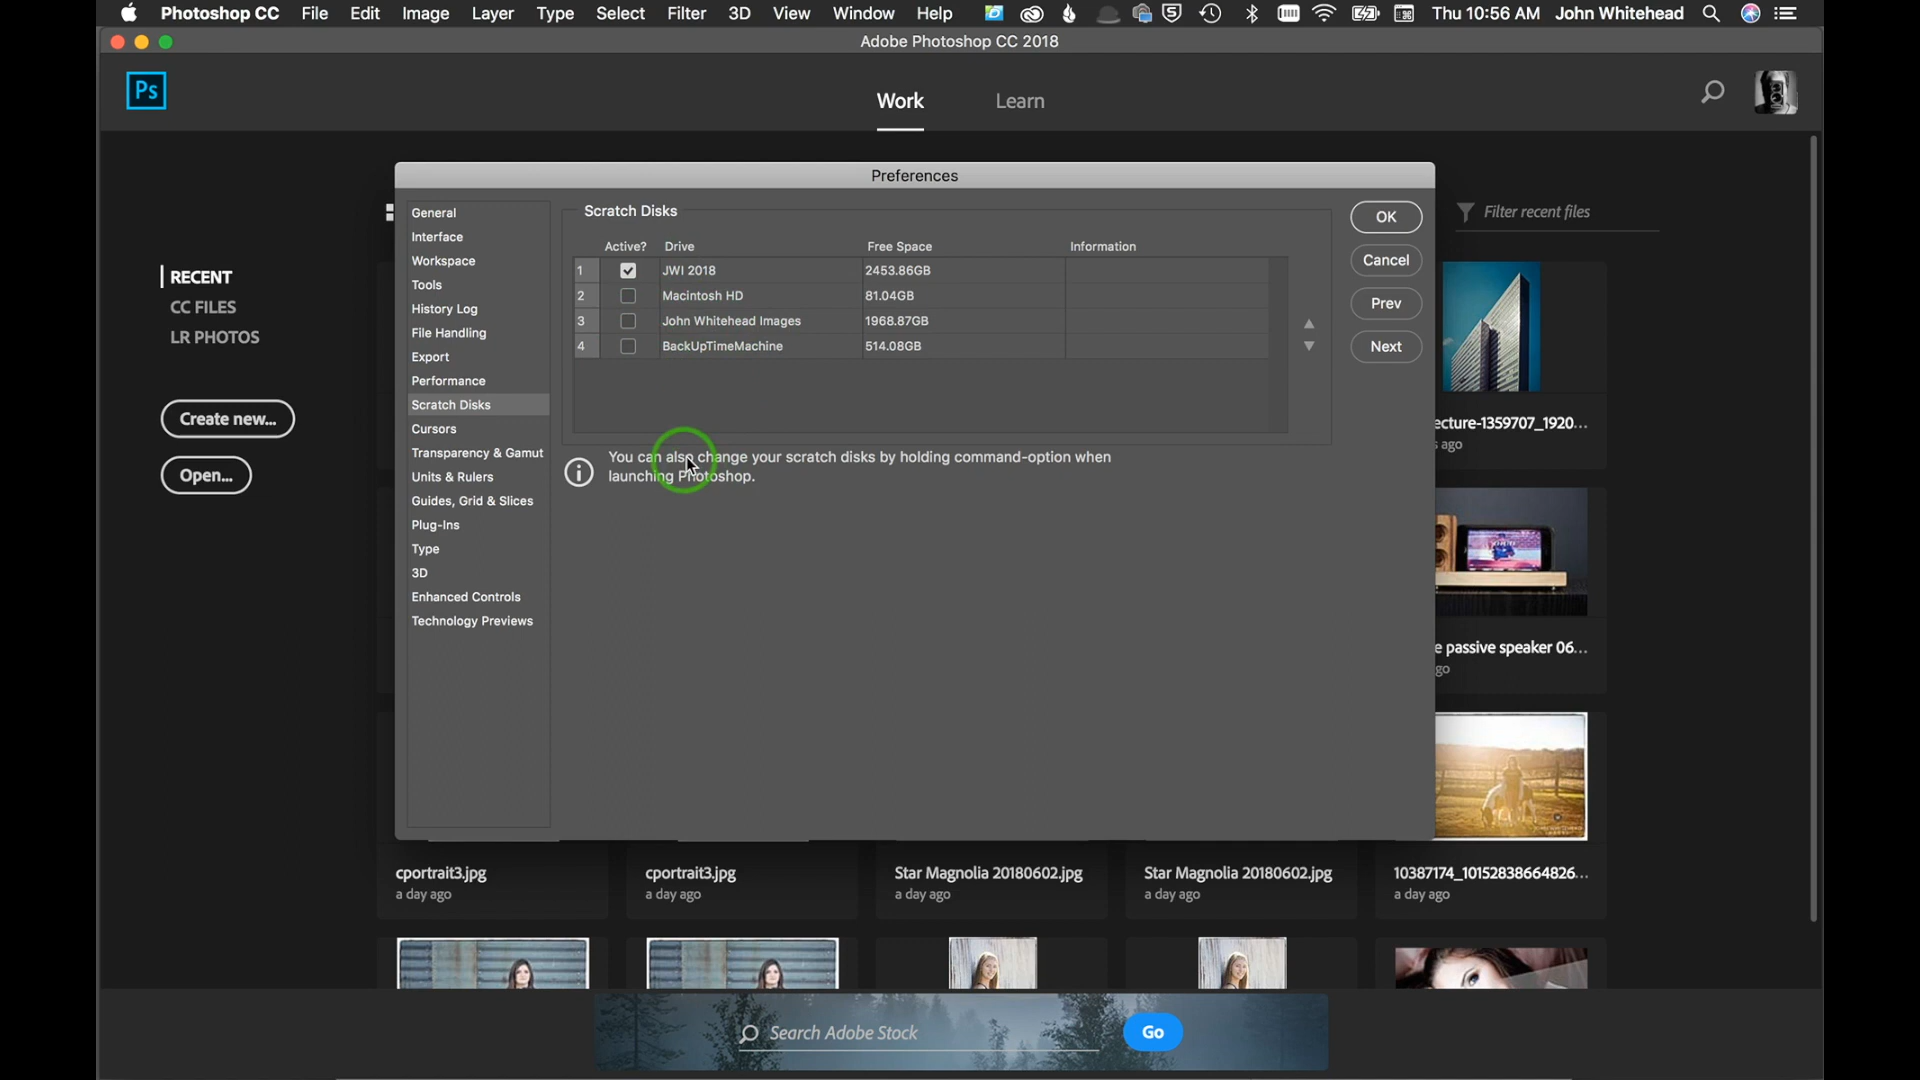 Photoshop CC File Edit Image Layer Type Select Filter 3D View Window Help Thu 10:56 AM John Whitehead
Adobe Photoshop CC 2018
Ps
Work Learn
Preferences
RECENT
CC FILES
LR PHOTOS
Create new...
Open...
General
Interface
Workspace
Tools
History Log
File Handling
Export
Performance
Scratch Disks
Cursors
Transparency & Gamut
Units & Rulers
Guides, Grid & Slices
Plug-Ins
Type
3D
Enhanced Controls
Technology Previews
Scratch Disks
Active? Drive Free Space Information
1 JWI 2018 2453.86GB
2 Macintosh HD 81.04GB
3 John Whitehead Images 1968.87GB
4 BackUpTimeMachine 514.08GB
You can also change your scratch disks by holding command-option when
launching Photoshop.
OK
Cancel
Prev
Next
Filter recent files
ecture-1359707_1920...
s ago
e passive speaker 06...
go
cportrait3.jpg
a day ago
cportrait3.jpg
a day ago
Star Magnolia 20180602.jpg
a day ago
Star Magnolia 20180602.jpg
a day ago
10387174_10152838664826...
a day ago
Search Adobe Stock
Go